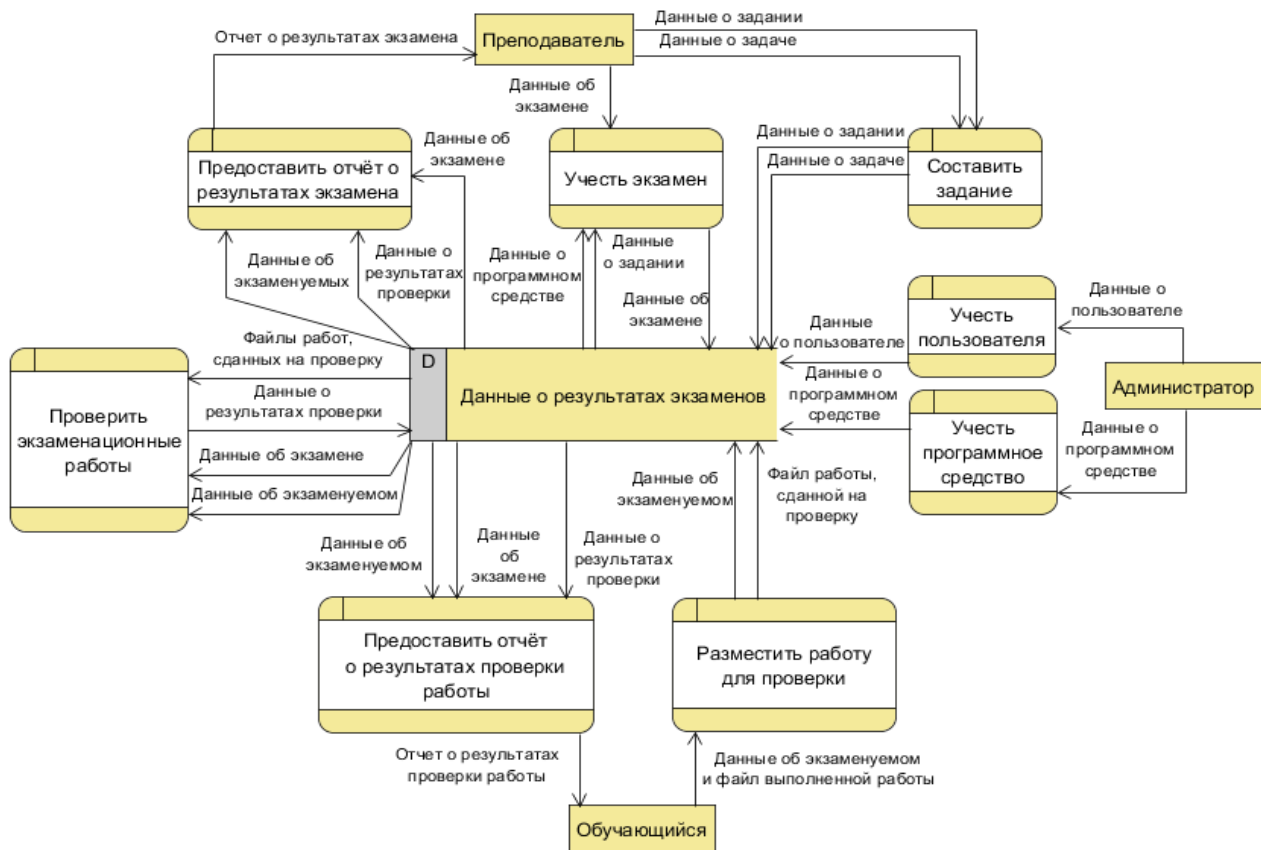 Данные о задании
Отчет о результатах экзамена
Преподаватель
Данные о задаче
Данные об
экзамене
Данные об
экзамене
Данные о задании
Данные о задаче
Предоставить отчёт о
результатах экзамена
Учесть экзамен
Составить
задание
Данные об
экзаменуемых
Данные о
результатах
проверки
Данные о
программном
средстве
Данные
о задании
Данные об
экзамене
Данные
о пользователе
Учесть
пользователя
Данные о
пользователе
Файлы работ,
сданных на проверку
D
Данные о результатах экзаменов
Данные о
программном
средстве
Администратор
Проверить
экзаменационные
работы
Данные о
результатах проверки
Учесть
программное
средство
Данные о
программном
средстве
Данные об экзамене
Данные об экзаменуемом
Данные об
экзаменуемом
Файл работы,
сданной на
проверку
Данные об
экзаменуемом
Данные
об
экзамене
Данные о
результатах
проверки
Предоставить отчёт
о результатах проверки
работы
Разместить работу
для проверки
Отчет о результатах
проверки работы
Данные об экзаменуемом
и файл выполненной работы
Обучающийся